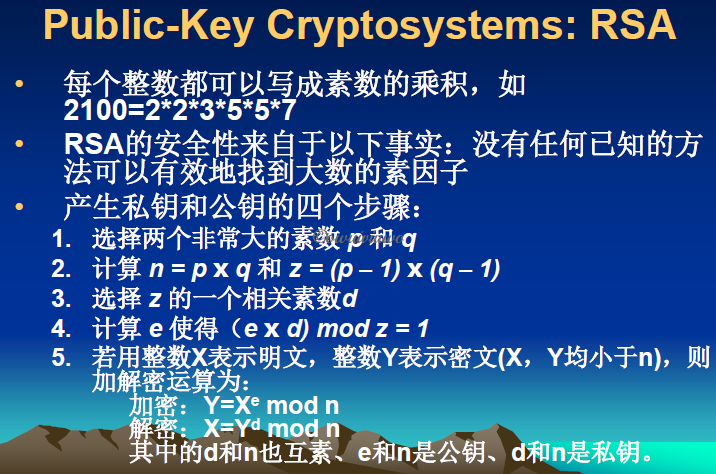 Public-Key Cryptosystems: RSA
• 每个整数都可以写成素数的乘积，如
2100=2*2*3*5*5*7
• RSA的安全性来自于以下事实：没有任何已知的方
法可以有效地找到大数的素因子
• 产生私钥和公钥的四个步骤：
1. 选择两个非常大的素数 p 和 q
2. 计算 n = p x q 和 z = (p – 1) x (q – 1)
3. 选择 z 的一个相关素数d
4. 计算 e 使得（e x d) mod z = 1
5. 若用整数X表示明文，整数Y表示密文(X，Y均小于n)，则
加解密运算为：
加密：Y=Xᵉ mod n
解密：X=Yᵈ mod n
其中的d和n也互素、e和n是公钥、d和n是私钥。